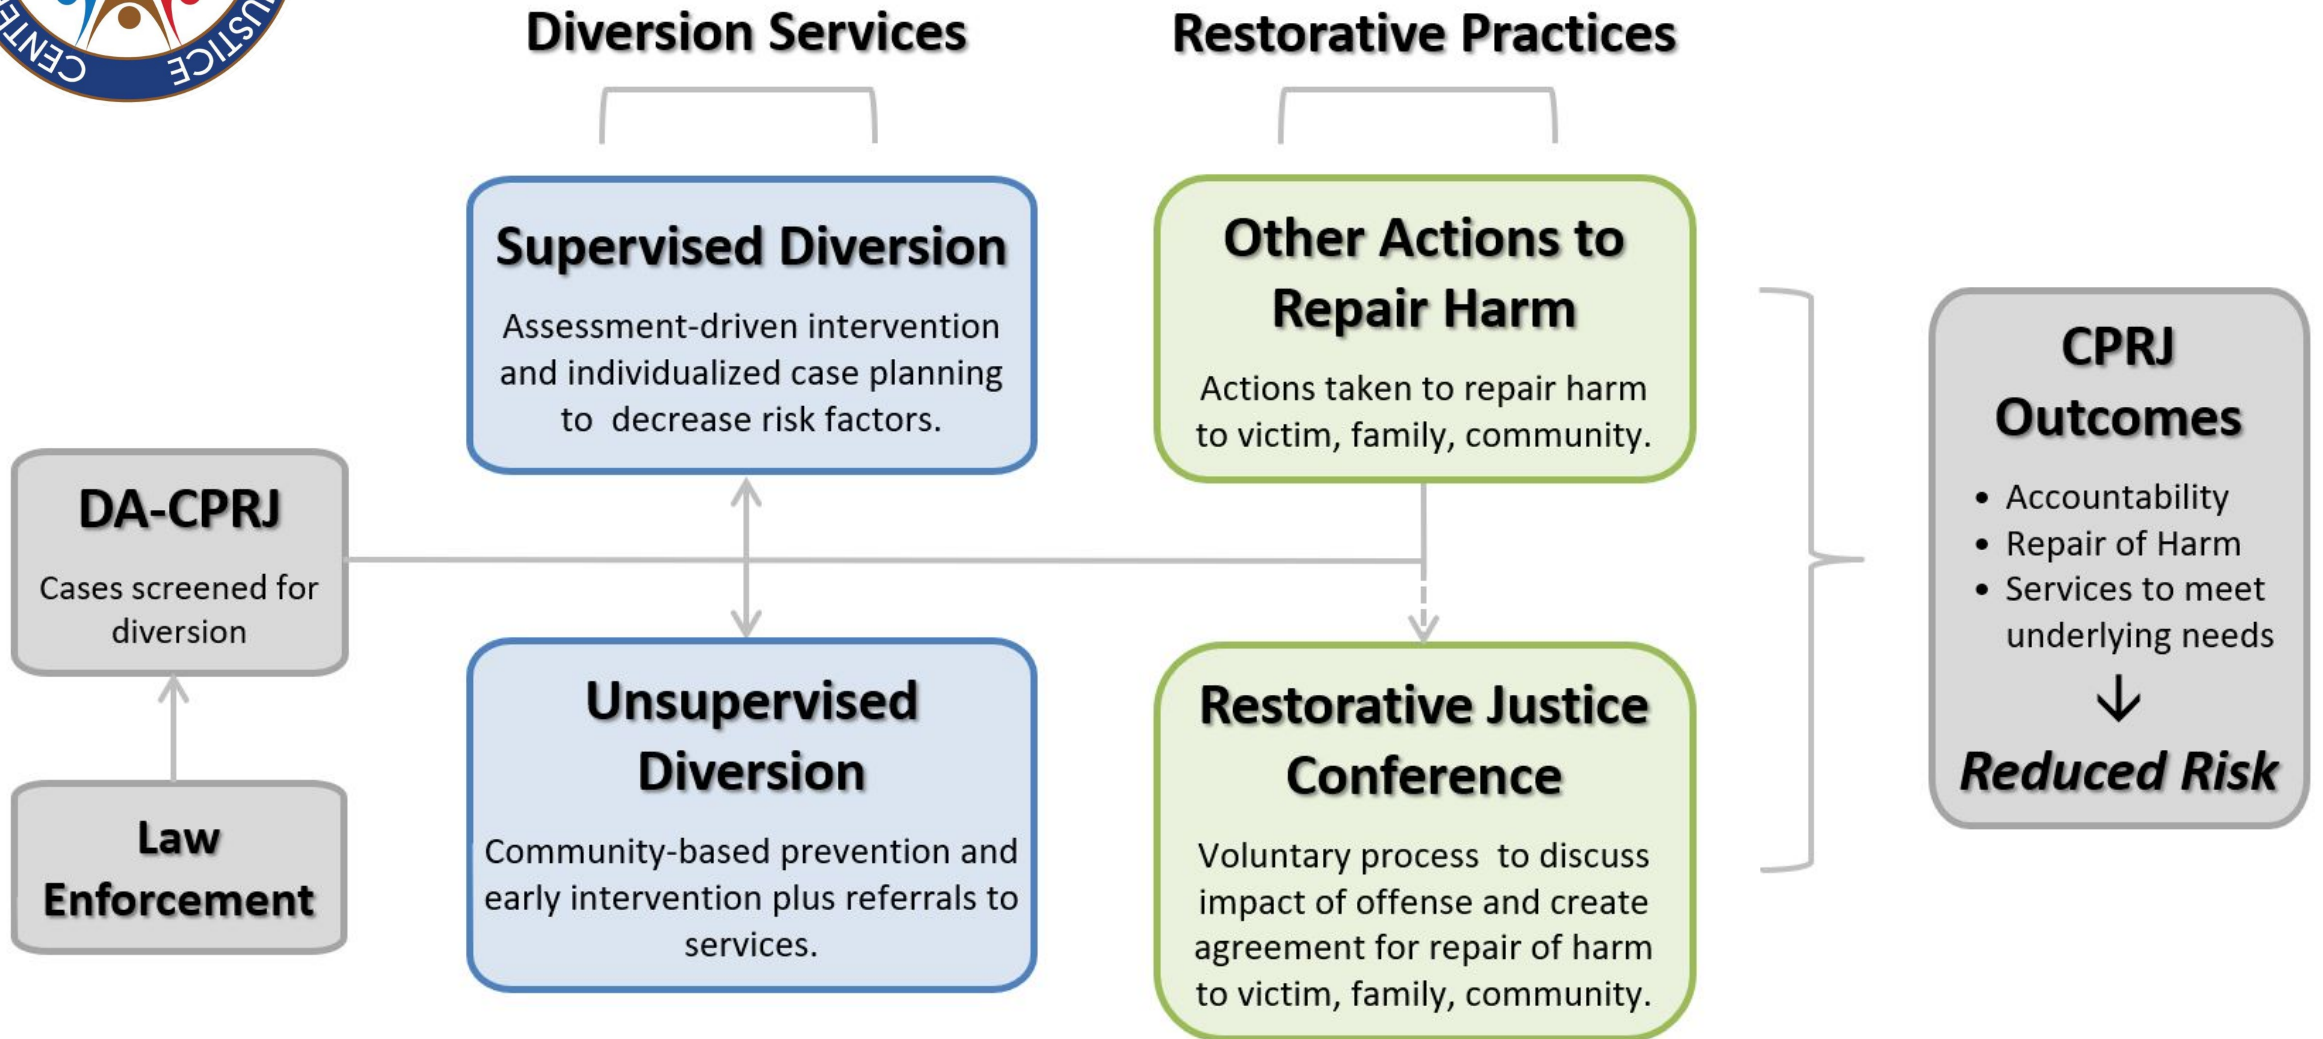 CENTE
USTICE
Diversion Services
Restorative Practices
Supervised Diversion
Assessment-driven intervention
and individualized case planning
to decrease risk factors.
Other Actions to
Repair Harm
Actions taken to repair harm
to victim, family, community.
DA-CPRJ
Cases screened for
diversion
Law
Enforcement
Unsupervised
Diversion
Community-based prevention and
early intervention plus referrals to
services.
Restorative Justice
Conference
Voluntary process to discuss
impact of offense and create
agreement for repair of harm
to victim, family, community.
CPRJ
Outcomes
• Accountability
• Repair of Harm
• Services to meet
underlying needs
Reduced Risk